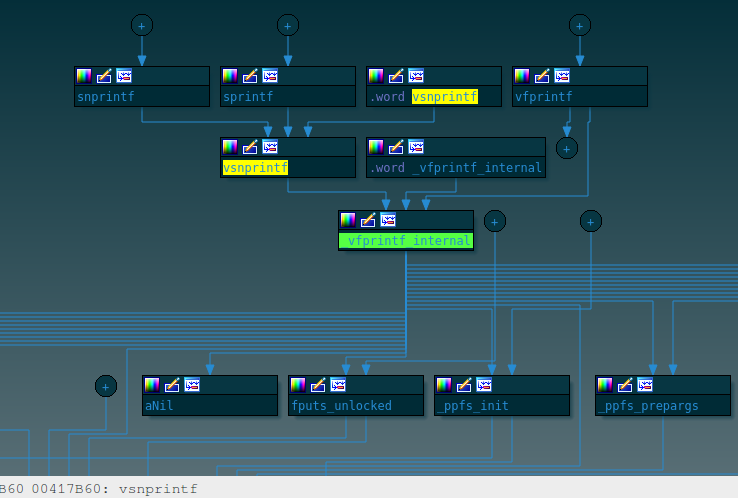 + + +
snprintf
sprintf
.word vsnprintf
vfprintf
+
vsnprintf
.word _vfprintf_internal
+ +
_vfprintf_internal
+
aNil
fputs_unlocked
_ppfs_init
_ppfs_prepargs
B60 00417B60: vsnprintf